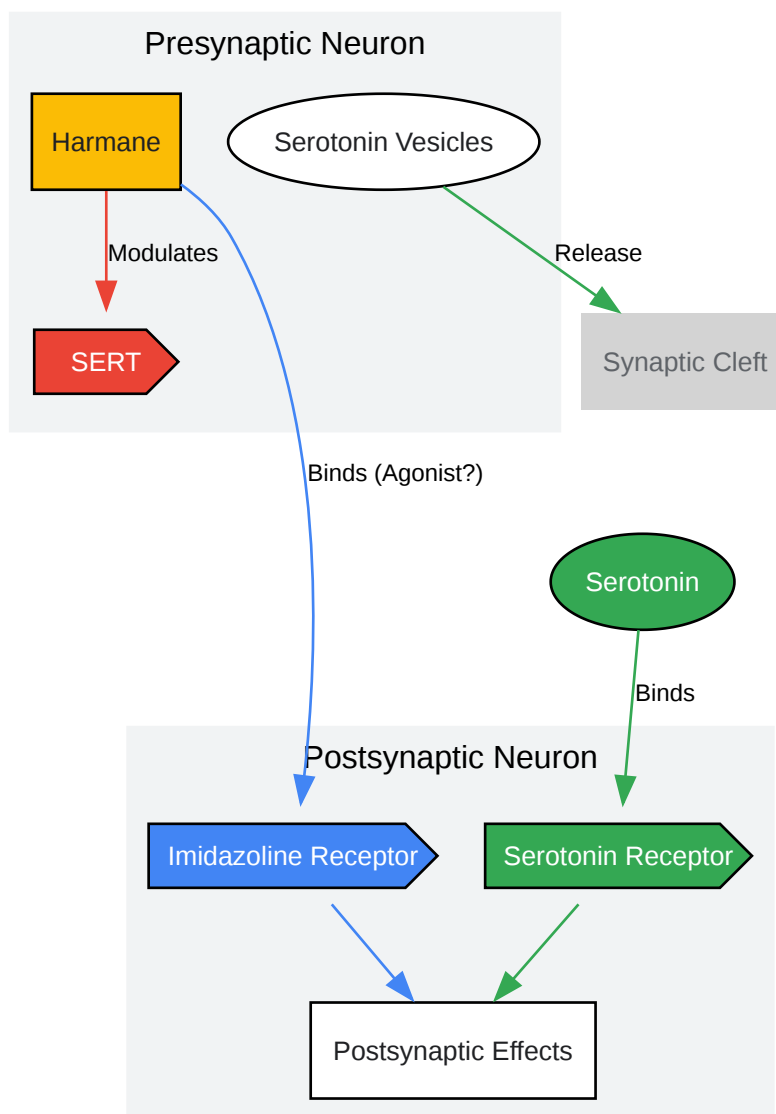 Presynaptic Neuron
Harmane
Serotonin Vesicles
Modulates
Release
SERT
Synaptic Cleft
Binds (Agonist?)
Serotonin
Binds
Postsynaptic Neuron
Imidazoline Receptor
Serotonin Receptor
Postsynaptic Effects